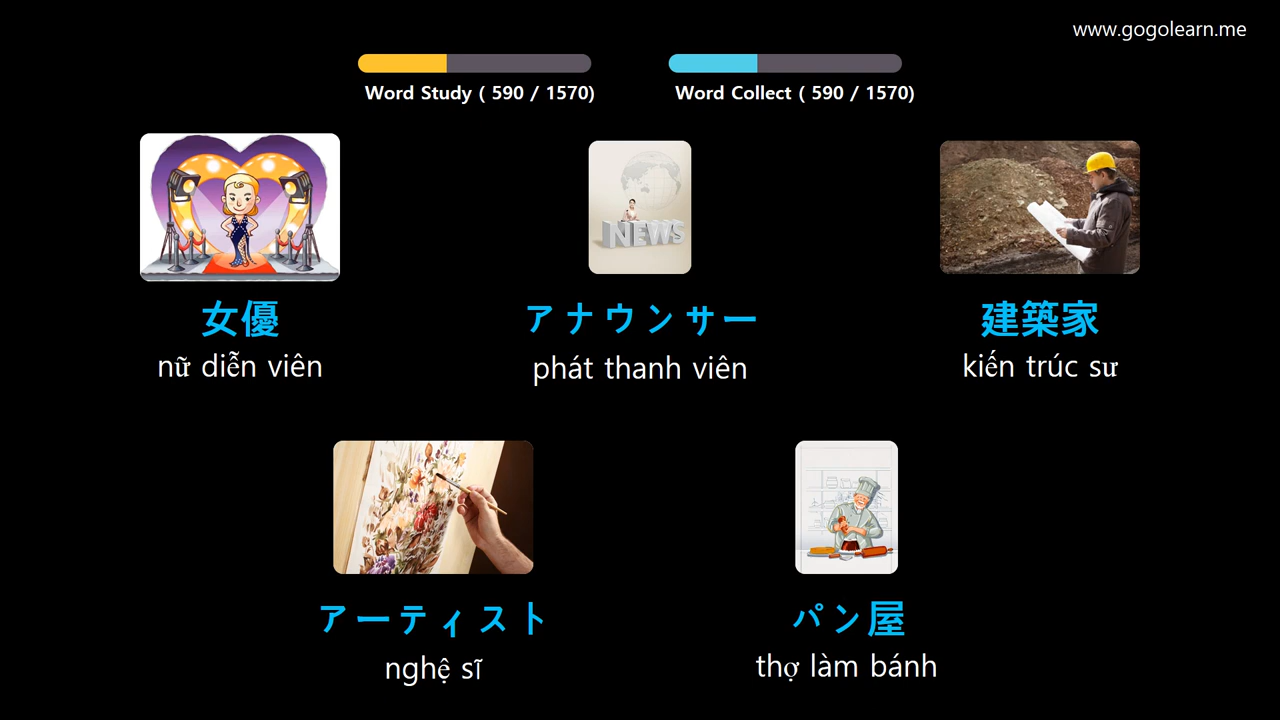 www.gogolearn.me
Word Study ( 590 / 1570)
Word Collect ( 590 / 1570)
NEWS
女優
アナウンサー
建築家
nữ diễn viên
phát thanh viên
kiến trúc sư
アーティスト
パン屋
nghệ sĩ
thợ làm bánh